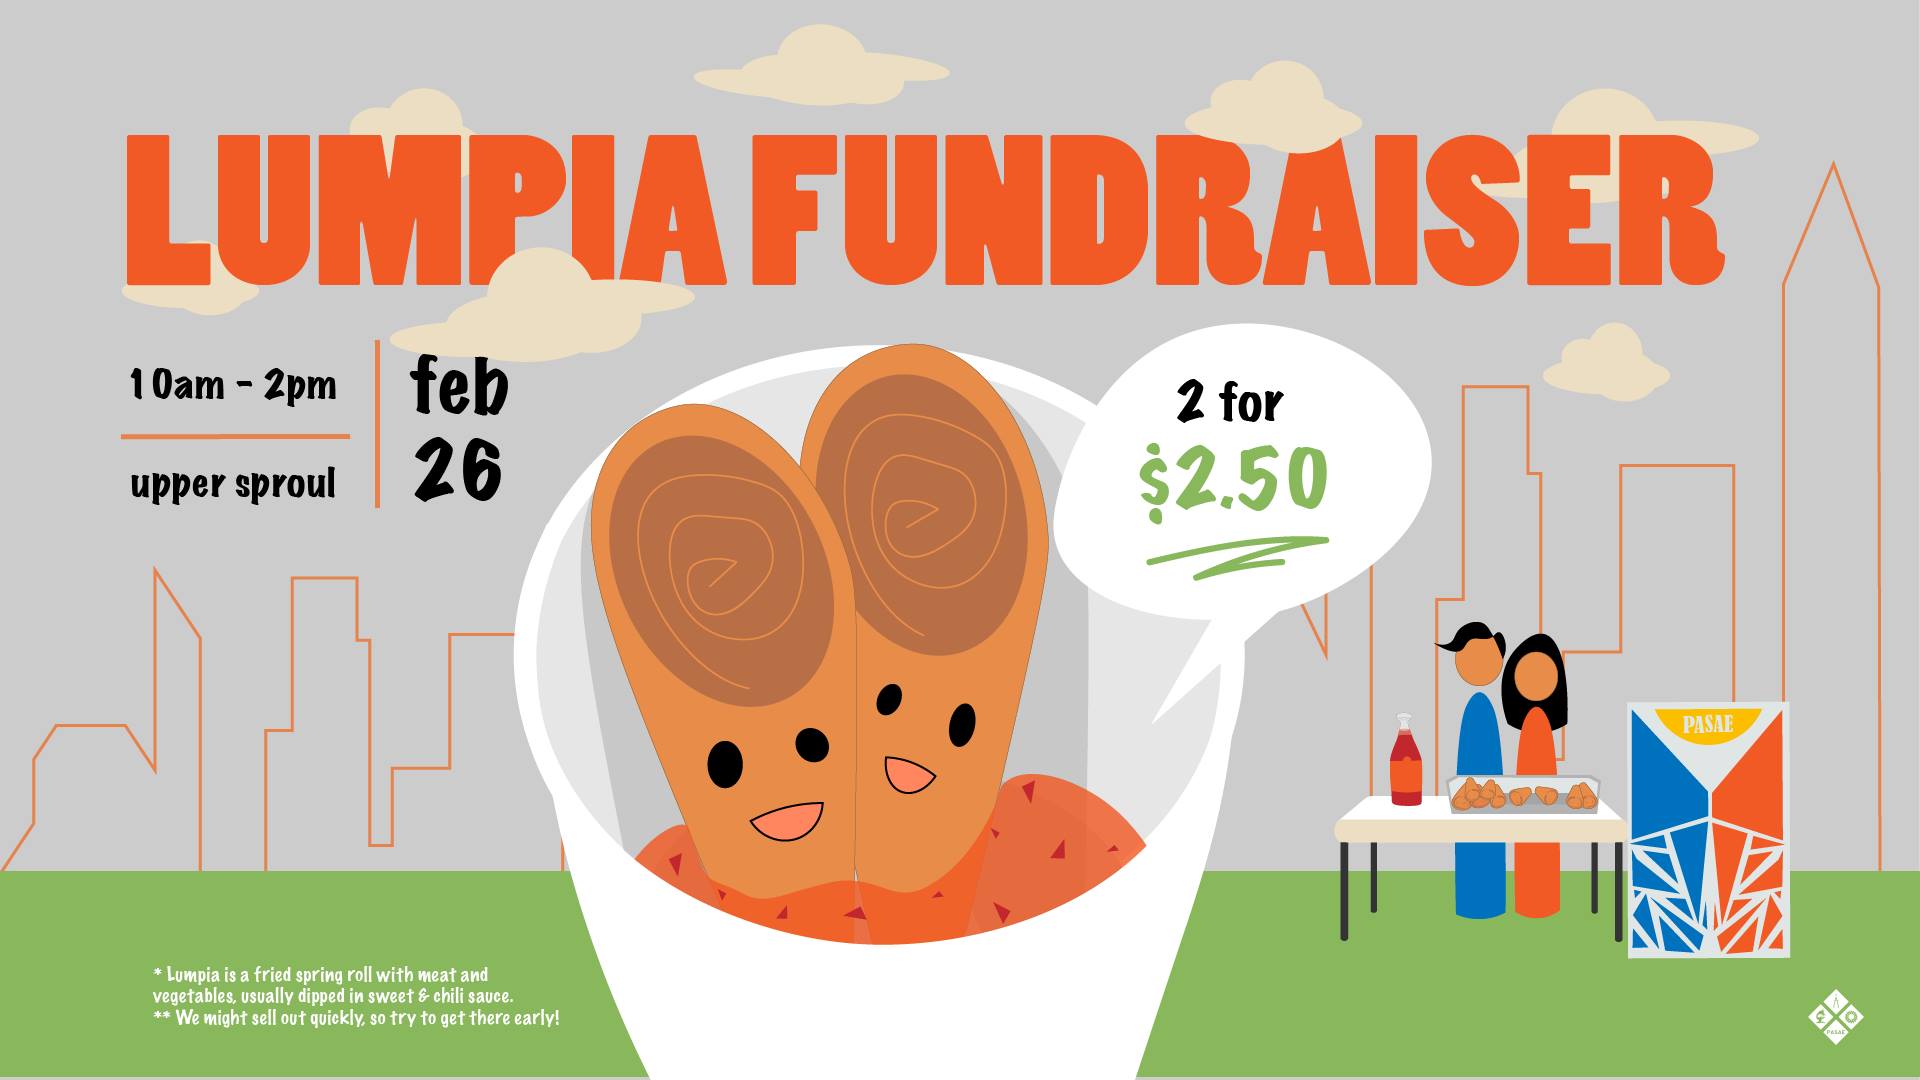 LUMPIA FUNDRAISER
10am - 2pm
upper sproul
feb
26
2 for
$2.50
PASAE
* Lumpia is a fried spring roll with meat and
vegetables, usually dipped in sweet & chili sauce.
** We might sell out quickly, so try to get there early!
PASAE